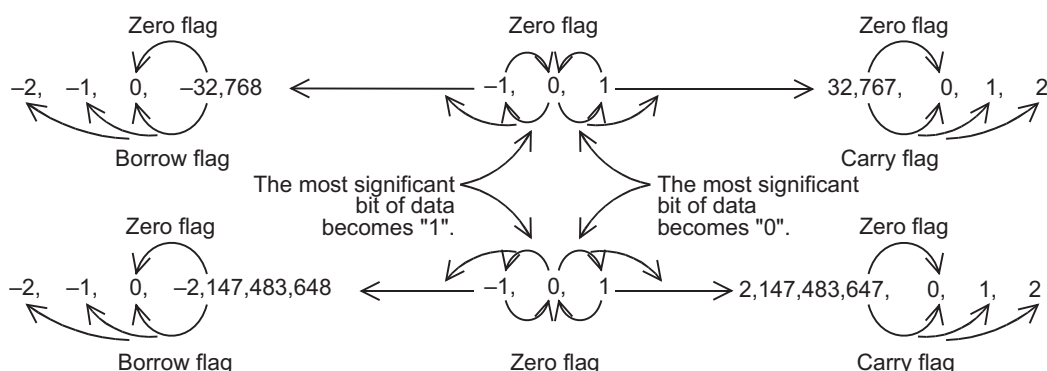 Zero flag Zero flag Zero flag
–2, –1, 0, –32,768 –1, 0, 1 32,767, 0, 1, 2
Borrow flag Carry flag
The most significant
bit of data
becomes "1".
The most significant
bit of data
becomes "0".
Zero flag Zero flag
–2, –1, 0, –2,147,483,648 –1, 0, 1 2,147,483,647, 0, 1, 2
Borrow flag Zero flag Carry flag